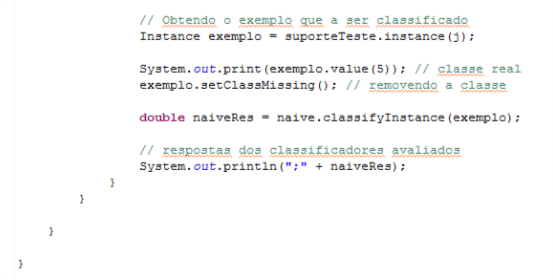 // Obtendo o exemplo que a ser classificado
Instance exemplo = suporteTeste.instance(j);
System.out.print(exemplo.value(5)); // classe real
exemplo.setClassMissing(); // removendo a classe
double naiveRes = naive.classifyInstance(exemplo);
// respostas dos classificadores avaliados
System.out.println(";" + naiveRes);
}
}
}
}